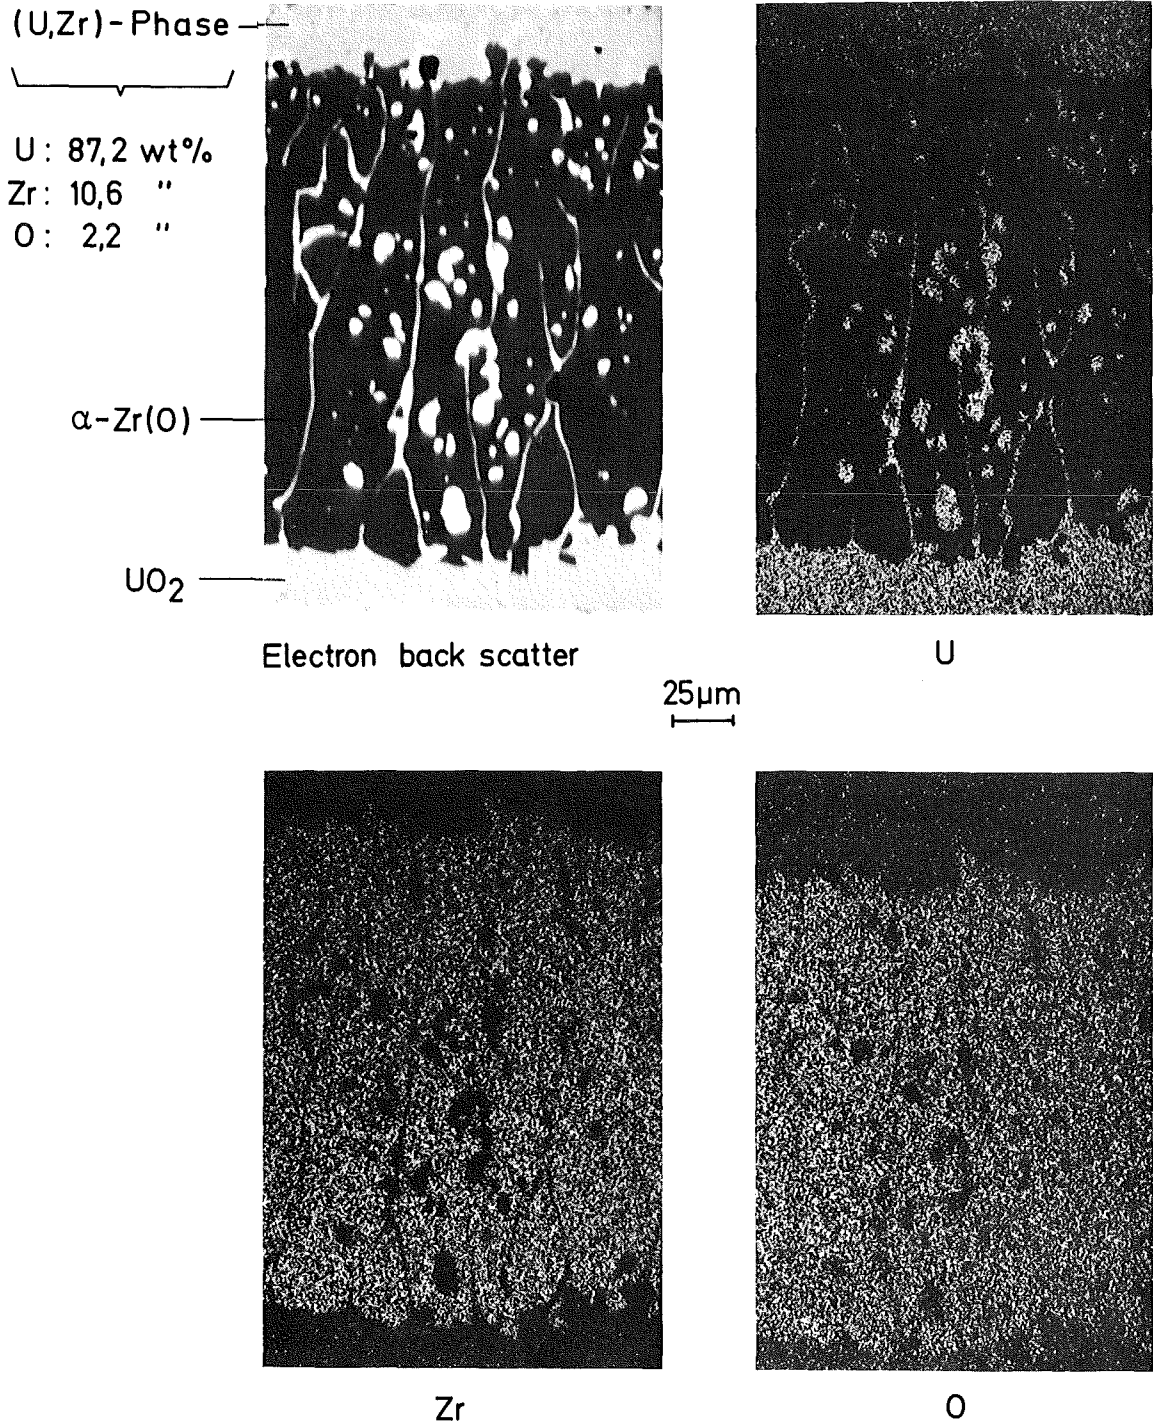 (U,Zr)-Phase
U: 87,2 wt%
Zr: 10,6 "
O: 2,2 "
α-Zr(O)
UO₂
Electron back scatter
U
25µm
Zr
O